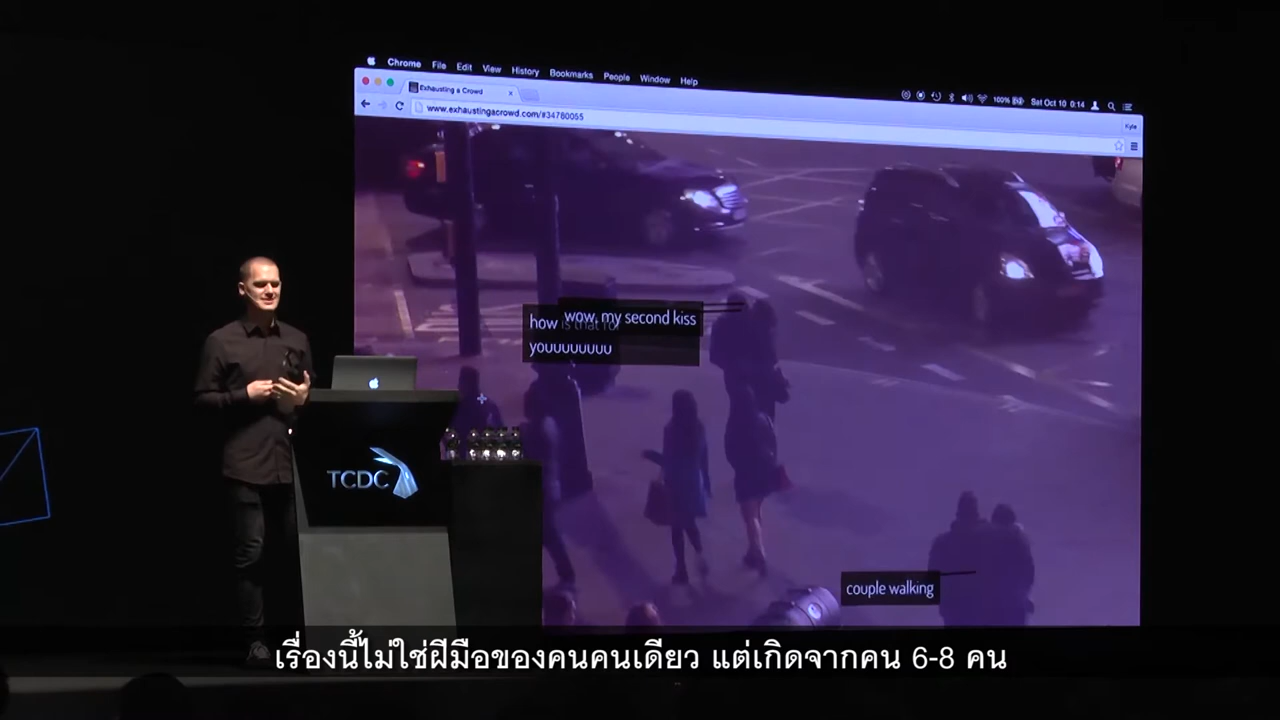 Chrome File Edit View History Bookmarks People Window Help
100% Sat Oct 10 0:14
Exhausting a Crowd
www.exhaustingacrowd.com/#34780055
Kyle
wow, my second kiss
how is that for
youuuuuuuuu
couple walking
TCDC
เรื่องนี้ไม่ใช่ฝีมือของคนคนเดียว แต่เกิดจากคน 6-8 คน